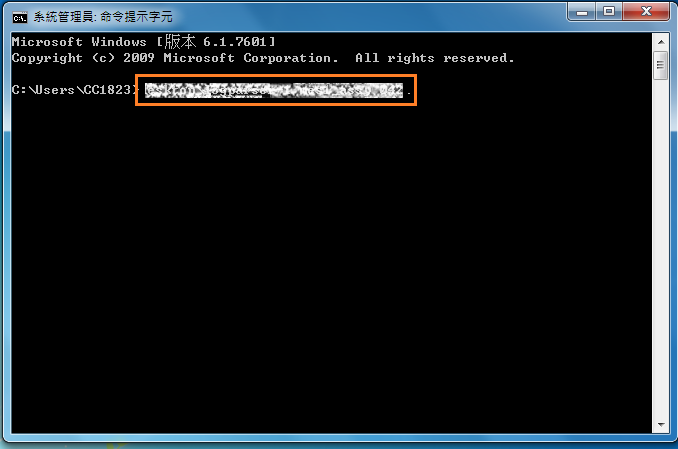 系統管理員: 命令提示字元
Microsoft Windows [版本 6.1.7601]
Copyright (c) 2009 Microsoft Corporation.  All rights reserved.
C:\Users\CC1823>